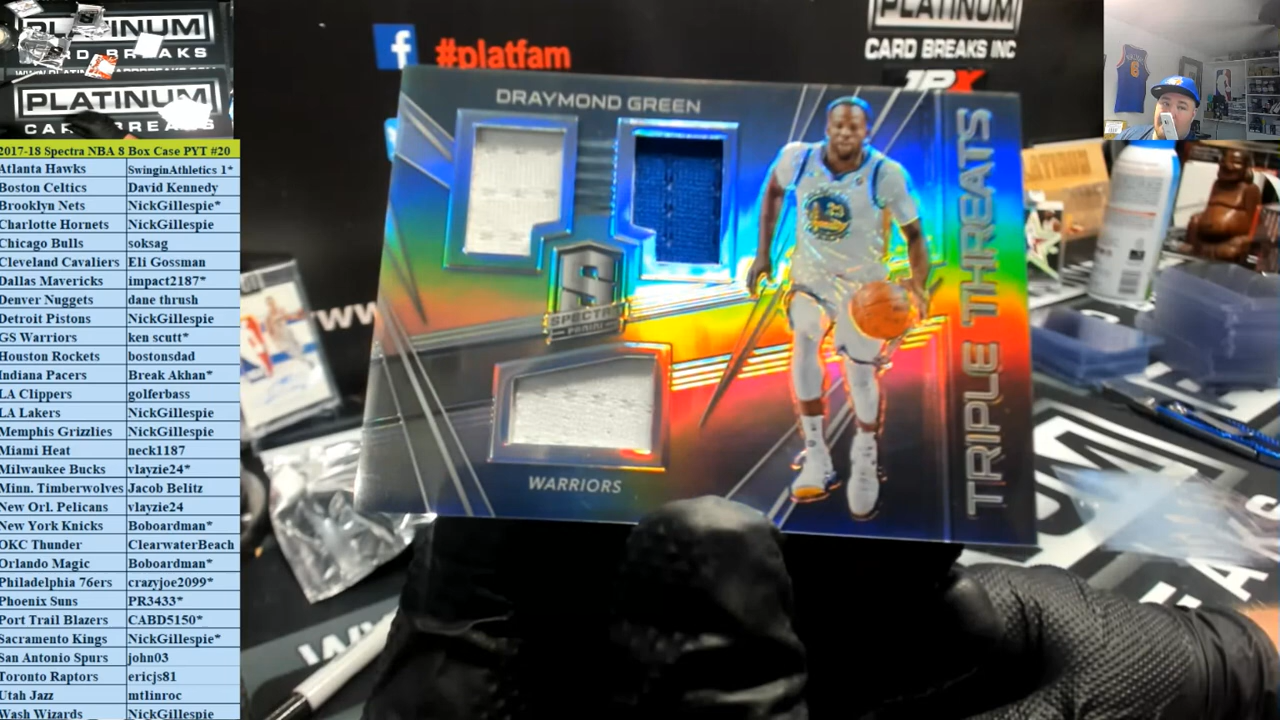 PLATINUM
CARD BREAKS
PLATINUM
CARD BREAKS
2017-18 Spectra NBA 8 Box Case PYT #20
Atlanta Hawks SwinginAthletics 1*
Boston Celtics David Kennedy
Brooklyn Nets NickGillespie*
Charlotte Hornets NickGillespie
Chicago Bulls soksag
Cleveland Cavaliers Eli Gossman
Dallas Mavericks impact2187*
Denver Nuggets dane thrush
Detroit Pistons NickGillespie
GS Warriors ken scutt*
Houston Rockets bostonsdad
Indiana Pacers Break Akhan*
LA Clippers golferbass
LA Lakers NickGillespie
Memphis Grizzlies NickGillespie
Miami Heat neck1187
Milwaukee Bucks vlayzie24*
Minn. Timberwolves Jacob Belitz
New Orl. Pelicans vlayzie24
New York Knicks Boboardman*
OKC Thunder ClearwaterBeach
Orlando Magic Boboardman*
Philadelphia 76ers crazyjoe2099*
Phoenix Suns PR3433*
Port Trail Blazers CABD5150*
Sacramento Kings NickGillespie*
San Antonio Spurs john03
Toronto Raptors ericjs81
Utah Jazz mtlinroc
Wash Wizards NickGillespie
f #platfam
PLATINUM
CARD BREAKS INC
www
DRAYMOND GREEN
23
S
SPECTRA
PANINI
WARRIORS
TRIPLE THREATS